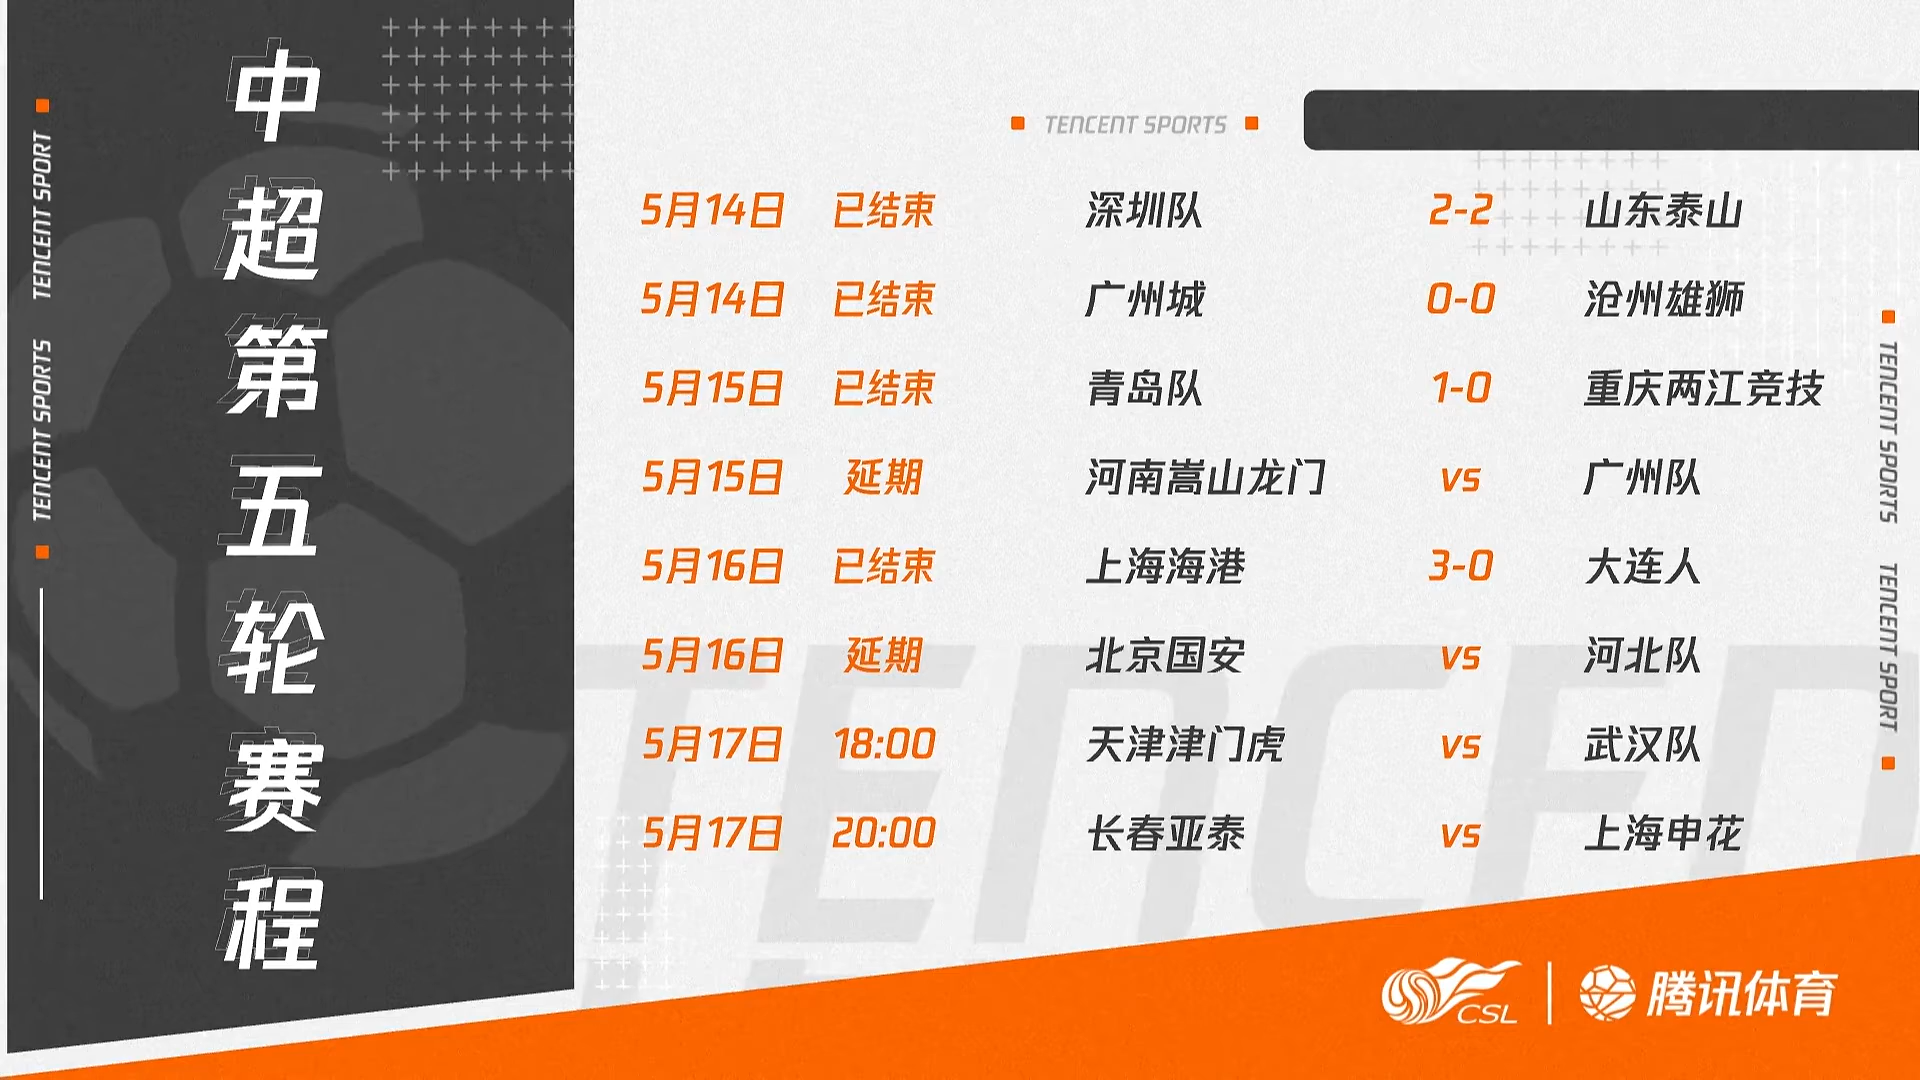 中超第五轮赛程
TENCENT SPORTS TENCENT SPORT
TENCENT SPORTS
5月14日 已结束 深圳队 2-2 山东泰山
5月14日 已结束 广州城 0-0 沧州雄狮
5月15日 已结束 青岛队 1-0 重庆两江竞技
5月15日 延期 河南嵩山龙门 vs 广州队
5月16日 已结束 上海海港 3-0 大连人
5月16日 延期 北京国安 vs 河北队
5月17日 18:00 天津津门虎 vs 武汉队
5月17日 20:00 长春亚泰 vs 上海申花
TENCENT SPORTS TENCENT SPORT
CSL 腾讯体育